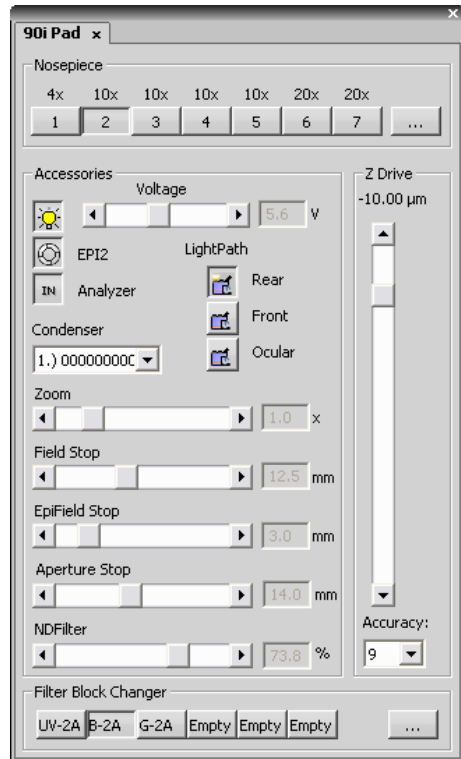 90i Pad x
Nosepiece
4x 10x 10x 10x 10x 20x 20x
1 2 3 4 5 6 7 ...
Accessories
Voltage
5.6 V
EPI2
LightPath
IN Analyzer
Rear
Front
Ocular
Condenser
1.) 000000000C
Zoom
1.0 x
Field Stop
12.5 mm
EpiField Stop
3.0 mm
Aperture Stop
14.0 mm
NDFilter
73.8 %
Z Drive
-10.00 µm
Accuracy:
9
Filter Block Changer
UV-2A B-2A G-2A Empty Empty Empty ...